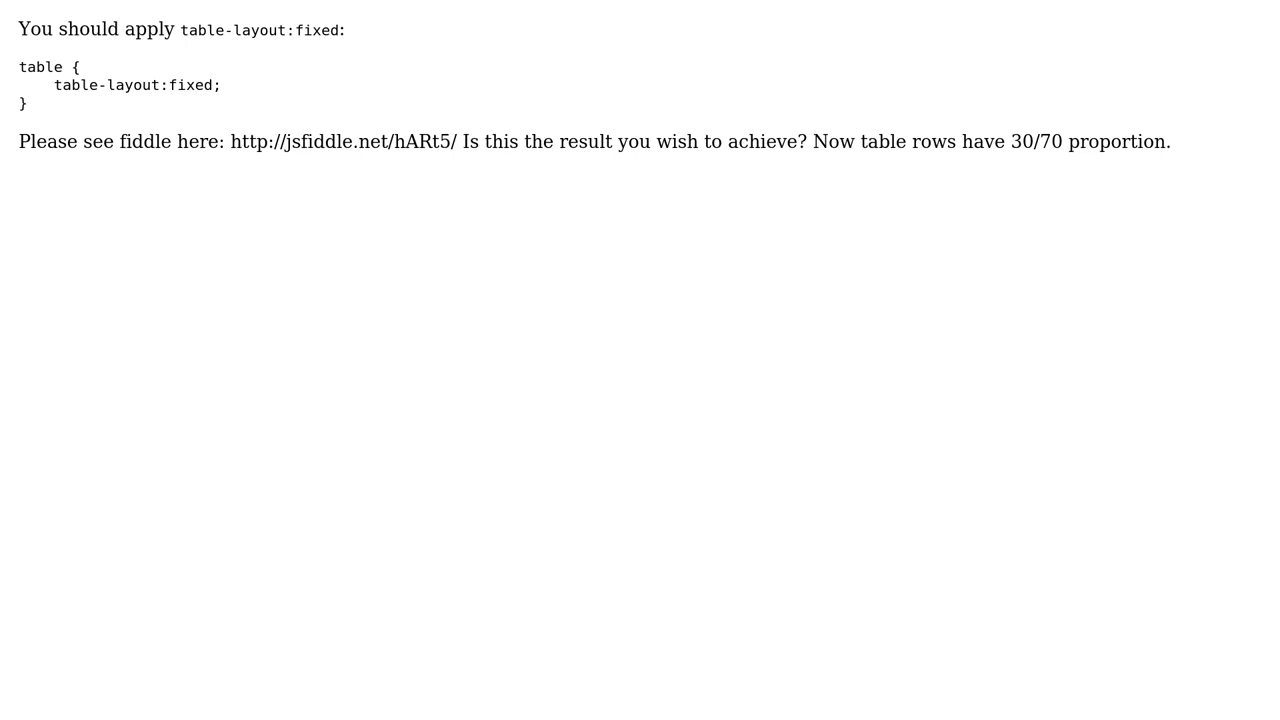 You should apply table-layout:fixed:
table {
    table-layout:fixed;
}
Please see fiddle here: http://jsfiddle.net/hARt5/ Is this the result you wish to achieve? Now table rows have 30/70 proportion.